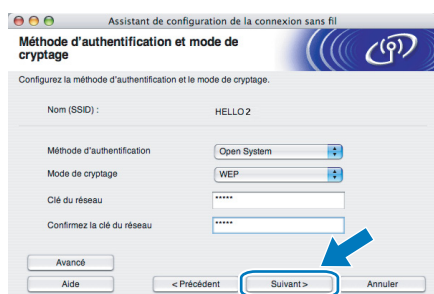 Assistant de configuration de la connexion sans fil
Méthode d'authentification et mode de
cryptage
Configurez la méthode d'authentification et le mode de cryptage.
Nom (SSID) : HELLO 2
Méthode d'authentification Open System
Mode de cryptage WEP
Clé du réseau *****
Confirmez la clé du réseau *****
Avancé
Aide < Précédent Suivant > Annuler